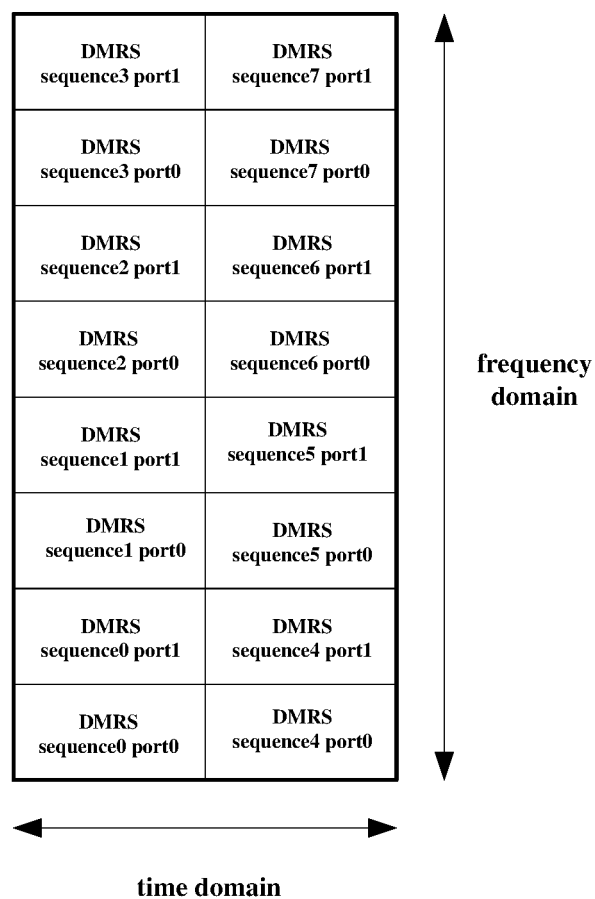 DMRS
sequence3 port1
DMRS
sequence7 port1
DMRS
sequence3 port0
DMRS
sequence7 port0
DMRS
sequence2 port1
DMRS
sequence6 port1
DMRS
sequence2 port0
DMRS
sequence6 port0
DMRS
sequence1 port1
DMRS
sequence5 port1
DMRS
sequence1 port0
DMRS
sequence5 port0
DMRS
sequence0 port1
DMRS
sequence4 port1
DMRS
sequence0 port0
DMRS
sequence4 port0
frequency
domain
time domain